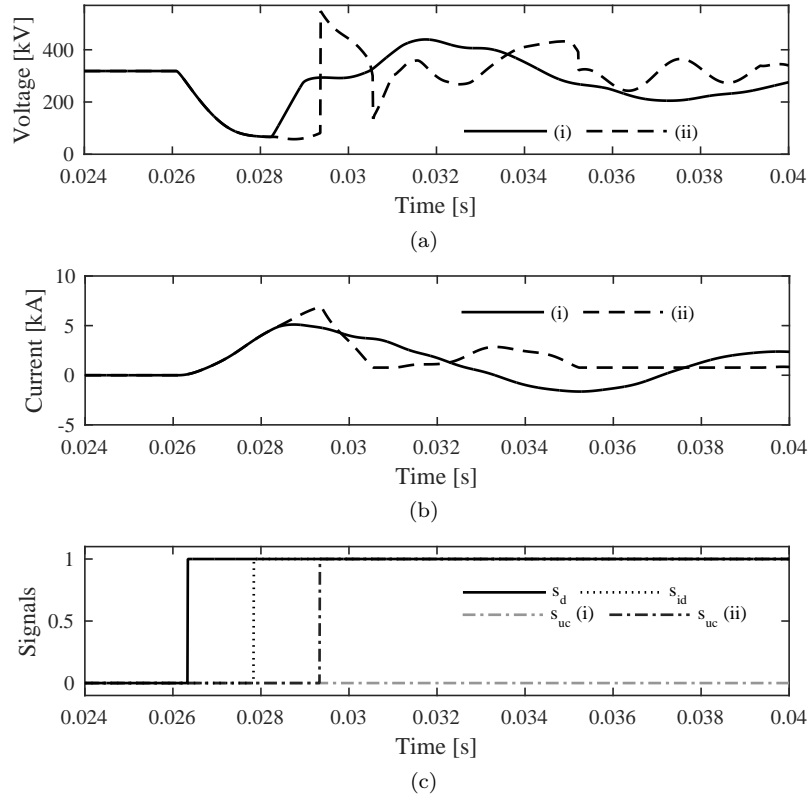 400
200
0
Voltage [kV]
(i) (ii)
0.024 0.026 0.028 0.03 0.032 0.034 0.036 0.038 0.04
Time [s]
(a)
10
5
0
-5
Current [kA]
(i) (ii)
0.024 0.026 0.028 0.03 0.032 0.034 0.036 0.038 0.04
Time [s]
(b)
1
0.5
0
Signals
s_d s_id
s_uc (i) s_uc (ii)
0.024 0.026 0.028 0.03 0.032 0.034 0.036 0.038 0.04
Time [s]
(c)